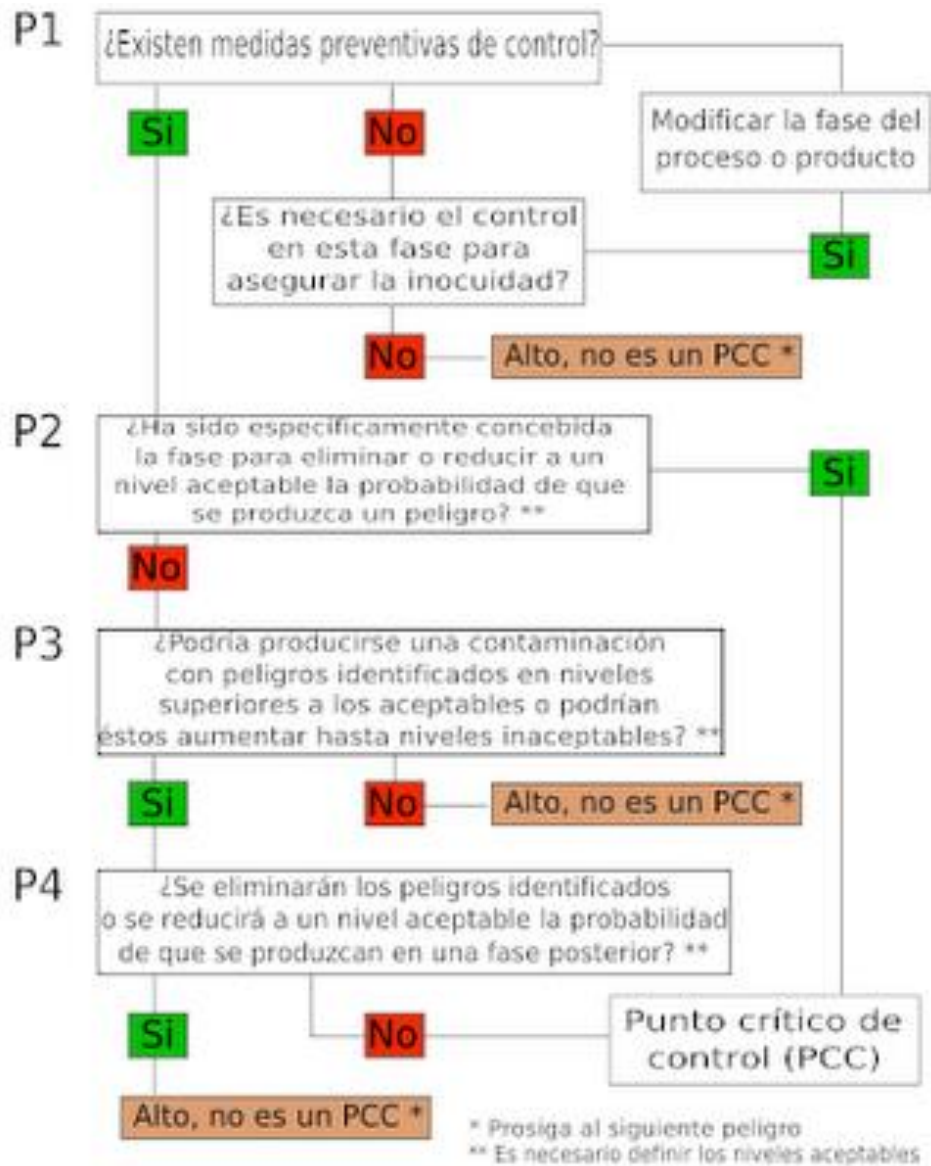 P1
¿Existen medidas preventivas de control?
Si
No
Modificar la fase del
proceso o producto
¿Es necesario el control
en esta fase para
asegurar la inocuidad?
Si
No
Alto, no es un PCC *
P2
¿Ha sido específicamente concebida
la fase para eliminar o reducir a un
nivel aceptable la probabilidad de que
se produzca un peligro? **
Si
No
P3
¿Podría producirse una contaminación
con peligros identificados en niveles
superiores a los aceptables o podrían
éstos aumentar hasta niveles inaceptables? **
Si
No
Alto, no es un PCC *
P4
¿Se eliminarán los peligros identificados
o se reducirá a un nivel aceptable la probabilidad
de que se produzcan en una fase posterior? **
Si
No
Punto crítico de
control (PCC)
Alto, no es un PCC *
* Prosiga al siguiente peligro
** Es necesario definir los niveles aceptables